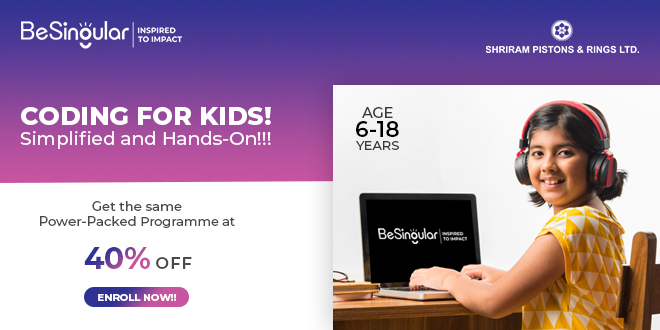 BeSingular INSPIRED
TO IMPACT
SHRIRAM PISTONS & RINGS LTD.
CODING FOR KIDS!
Simplified and Hands-On!!!
AGE
6-18
YEARS
Get the same
Power-Packed Programme at
40% OFF
ENROLL NOW!!
BeSingular INSPIRED
TO IMPACT